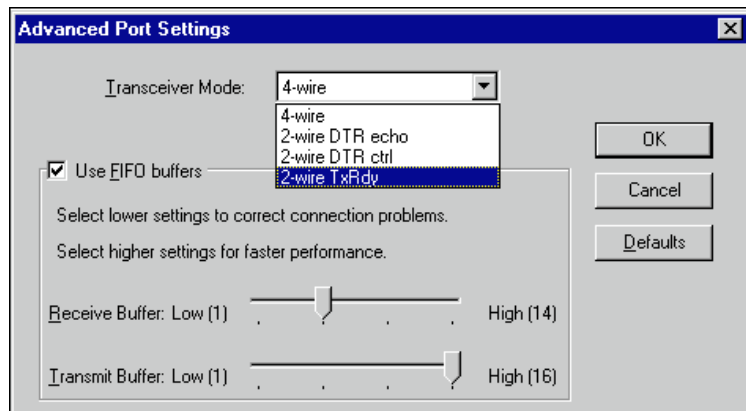 Advanced Port Settings
Transceiver Mode: 4-wire
4-wire
2-wire DTR echo
2-wire DTR ctrl
2-wire TxRdy
OK
Cancel
Defaults
Use FIFO buffers
Select lower settings to correct connection problems.
Select higher settings for faster performance.
Receive Buffer: Low (1) High (14)
Transmit Buffer: Low (1) High (16)